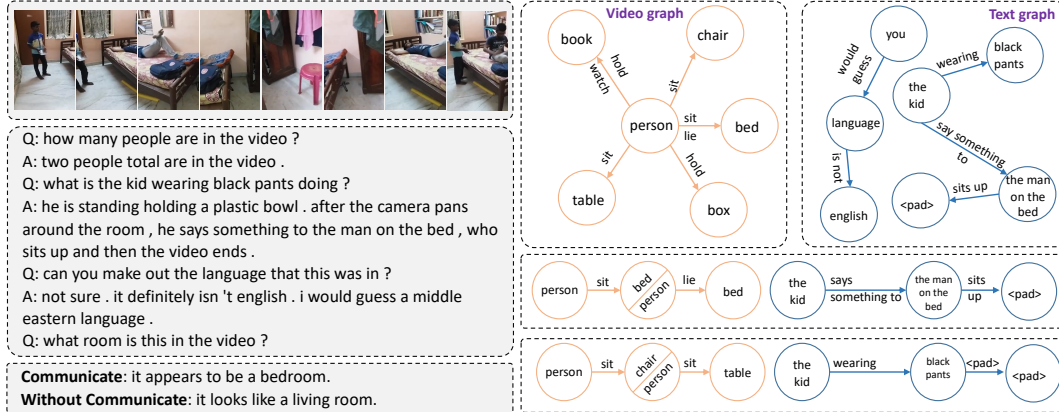 Q: how many people are in the video ?
A: two people total are in the video .
Q: what is the kid wearing black pants doing ?
A: he is standing holding a plastic bowl . after the camera pans
around the room , he says something to the man on the bed , who
sits up and then the video ends .
Q: can you make out the language that this was in ?
A: not sure . it definitely isn 't english . i would guess a middle
eastern language .
Q: what room is this in the video ?
Communicate: it appears to be a bedroom.
Without Communicate: it looks like a living room.
Video graph
book
chair
hold
watch
sit
person
sit
lie
bed
sit
hold
table
box
Text graph
you
would
guess
wearing
black
pants
the
kid
language
say something
to
is not
sits up
the man
on the
bed
<pad>
english
person
sit
bed
person
lie
bed
the
kid
says
something to
the man
on the
bed
sits
up
<pad>
person
sit
chair
person
sit
table
the
kid
wearing
black
pants
<pad>
<pad>